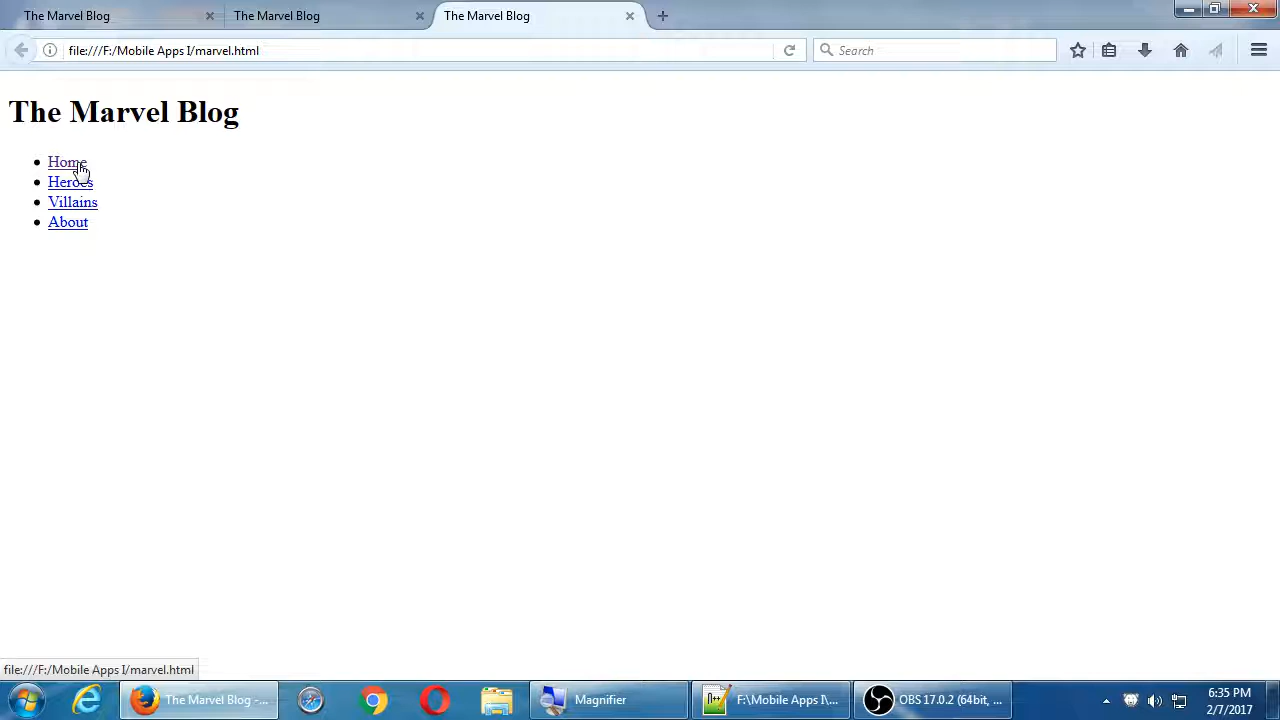 The Marvel Blog
The Marvel Blog
The Marvel Blog
file:///F:/Mobile Apps I/marvel.html
Search
The Marvel Blog
Home
Heroes
Villains
About
file:///F:/Mobile Apps I/marvel.html
The Marvel Blog -...
Magnifier
F:\Mobile Apps I\...
OBS 17.0.2 (64bit, ...
6:35 PM
2/7/2017